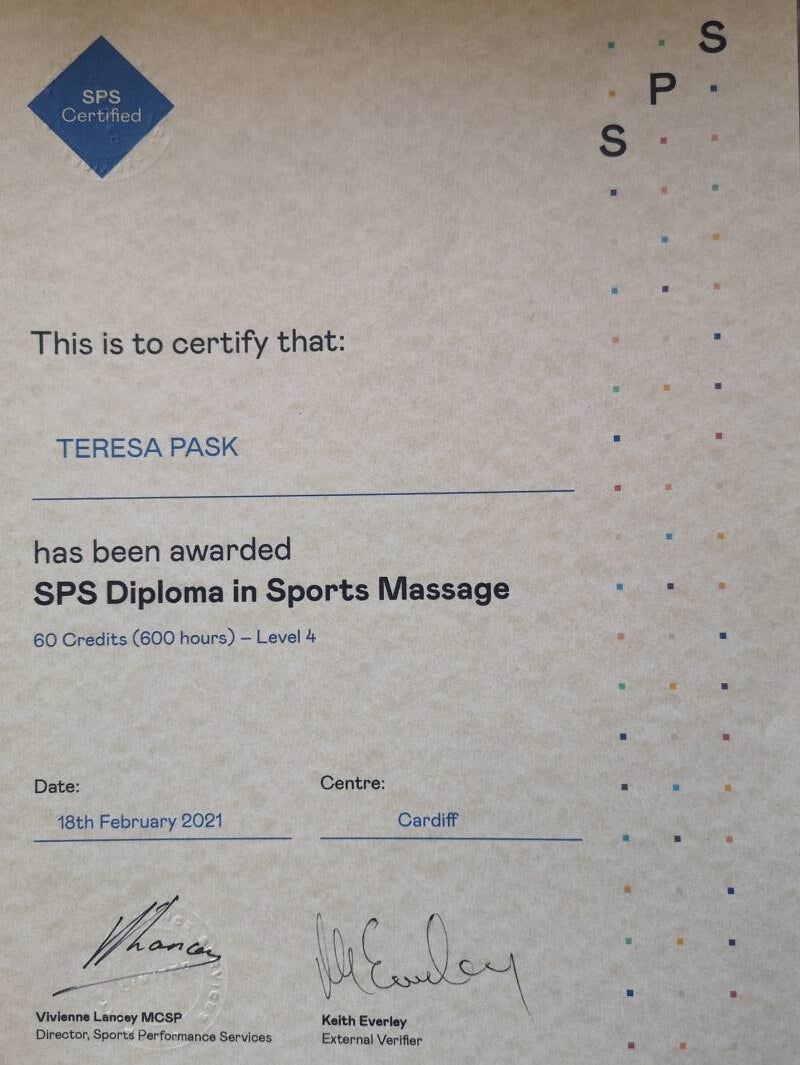 SPS
Certified
S
P
S
This is to certify that:
TERESA PASK
has been awarded
SPS Diploma in Sports Massage
60 Credits (600 hours) – Level 4
Date:
Centre:
18th February 2021
Cardiff
Vivienne Lancey MCSP
Director, Sports Performance Services
Keith Everley
External Verifier